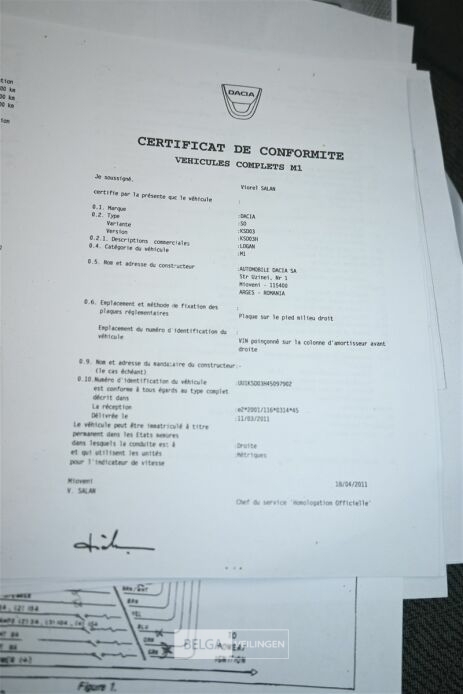 DACIA
CERTIFICAT DE CONFORMITE
VEHICULES COMPLETS M1
Je soussigné. Viorel SALAN
certifie par la présente que le véhicule :
0.1. Marque :DACIA
0.2. Type :SD
Variante :KSD03
Version :KSD03H
0.2.1. Descriptions commerciales :LOGAN
0.4. Catégorie du véhicule :M1
0.5. Nom et adresse du constructeur :AUTOMOBILE DACIA SA
Str Uzinei, Nr 1
Mioveni - 115400
ARGES - ROMANIA
0.6. Emplacement et méthode de fixation des :
plaques réglementaires Plaque sur le pied milieu droit
Emplacement du numéro d'identification du :
véhicule VIN poinçonné sur la colonne d'amortisseur avant
droite
0.9. Nom et adresse du mandataire du constructeur:-
(le cas échéant)
0.10.Numéro d'identification du véhicule :UU1KSD03H45097902
est conforme à tous égards au type complet
décrit dans
La réception :e2*2001/116*0314*45
Délivrée le :11/03/2011
Le véhicule peut être immatriculé à titre
permanent dans les Etats membres
dans lesquels la conduite est à :Droite
et qui utilisent les unités :Métriques
pour l'indicateur de vitesse
Mioveni 18/04/2011
V. SALAN
Chef du service 'Homologation Officielle'
BELGA VEILINGEN
TO
IGNITION
Figure 1.